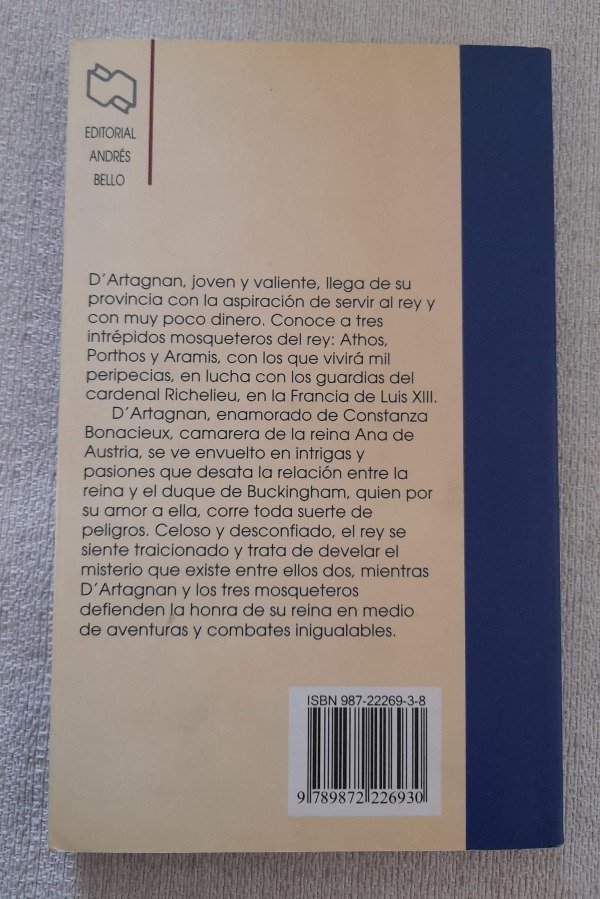 EDITORIAL
ANDRÉS
BELLO
D'Artagnan, joven y valiente, llega de su
provincia con la aspiración de servir al rey y
con muy poco dinero. Conoce a tres
intrépidos mosqueteros del rey: Athos,
Porthos y Aramis, con los que vivirá mil
peripecias, en lucha con los guardias del
cardenal Richelieu, en la Francia de Luis XIII.
D'Artagnan, enamorado de Constanza
Bonacieux, camarera de la reina Ana de
Austria, se ve envuelto en intrigas y
pasiones que desata la relación entre la
reina y el duque de Buckingham, quien por
su amor a ella, corre toda suerte de
peligros. Celoso y desconfiado, el rey se
siente traicionado y trata de develar el
misterio que existe entre ellos dos, mientras
D'Artagnan y los tres mosqueteros
defienden la honra de su reina en medio
de aventuras y combates inigualables.
ISBN 987-22269-3-8
9 789872 226930